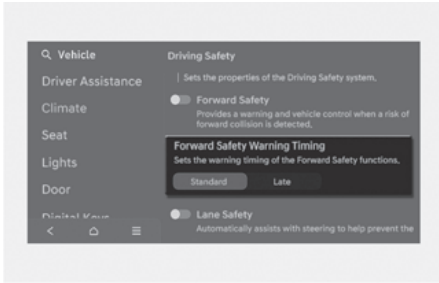 Vehicle
Driver Assistance
Climate
Seat
Lights
Door
Digital Keys
Driving Safety
Sets the properties of the Driving Safety system.
Forward Safety
Provides a warning and vehicle control when a risk of
forward collision is detected.
Forward Safety Warning Timing
Sets the warning timing of the Forward Safety functions.
Standard
Late
Lane Safety
Automatically assists with steering to help prevent the